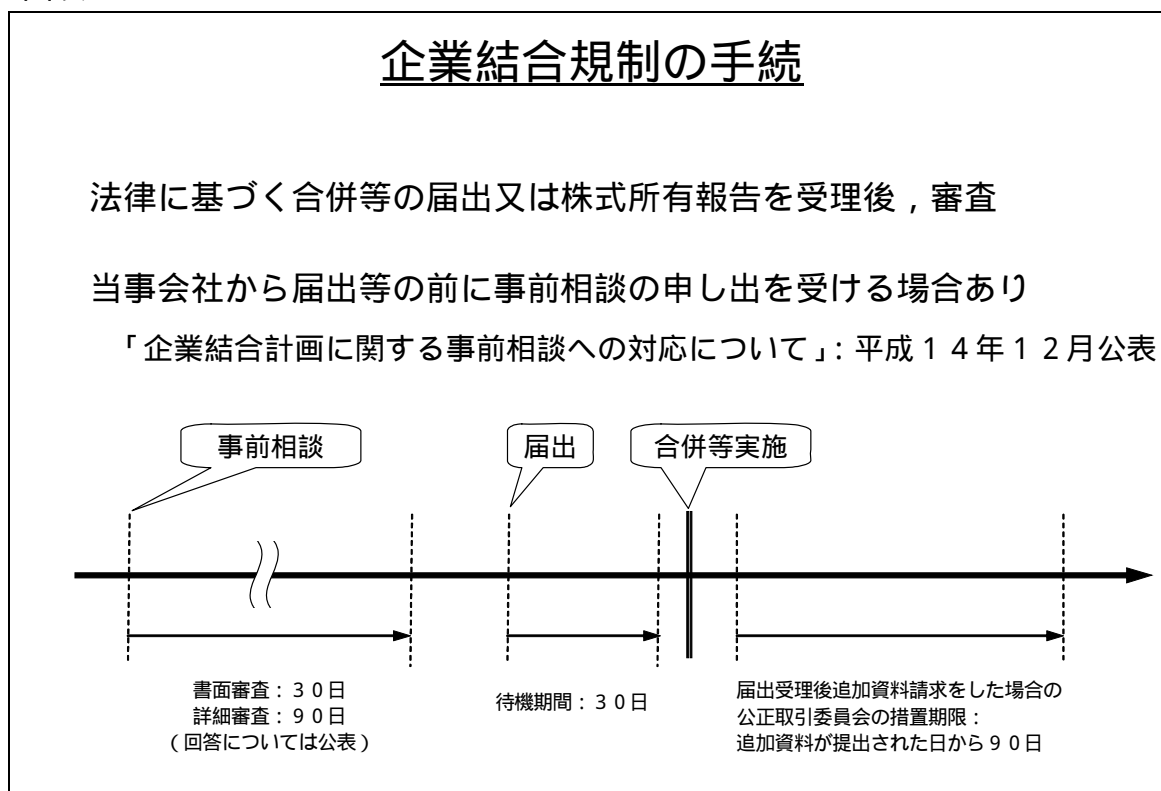 企業結合規制の手続
法律に基づく合併等の届出又は株式所有報告を受理後，審査
当事会社から届出等の前に事前相談の申し出を受ける場合あり
「企業結合計画に関する事前相談への対応について」：平成１４年１２月公表
事前相談
届出
合併等実施
書面審査：３０日
詳細審査：９０日
（回答については公表）
待機期間：３０日
届出受理後追加資料請求をした場合の
公正取引委員会の措置期限：
追加資料が提出された日から９０日